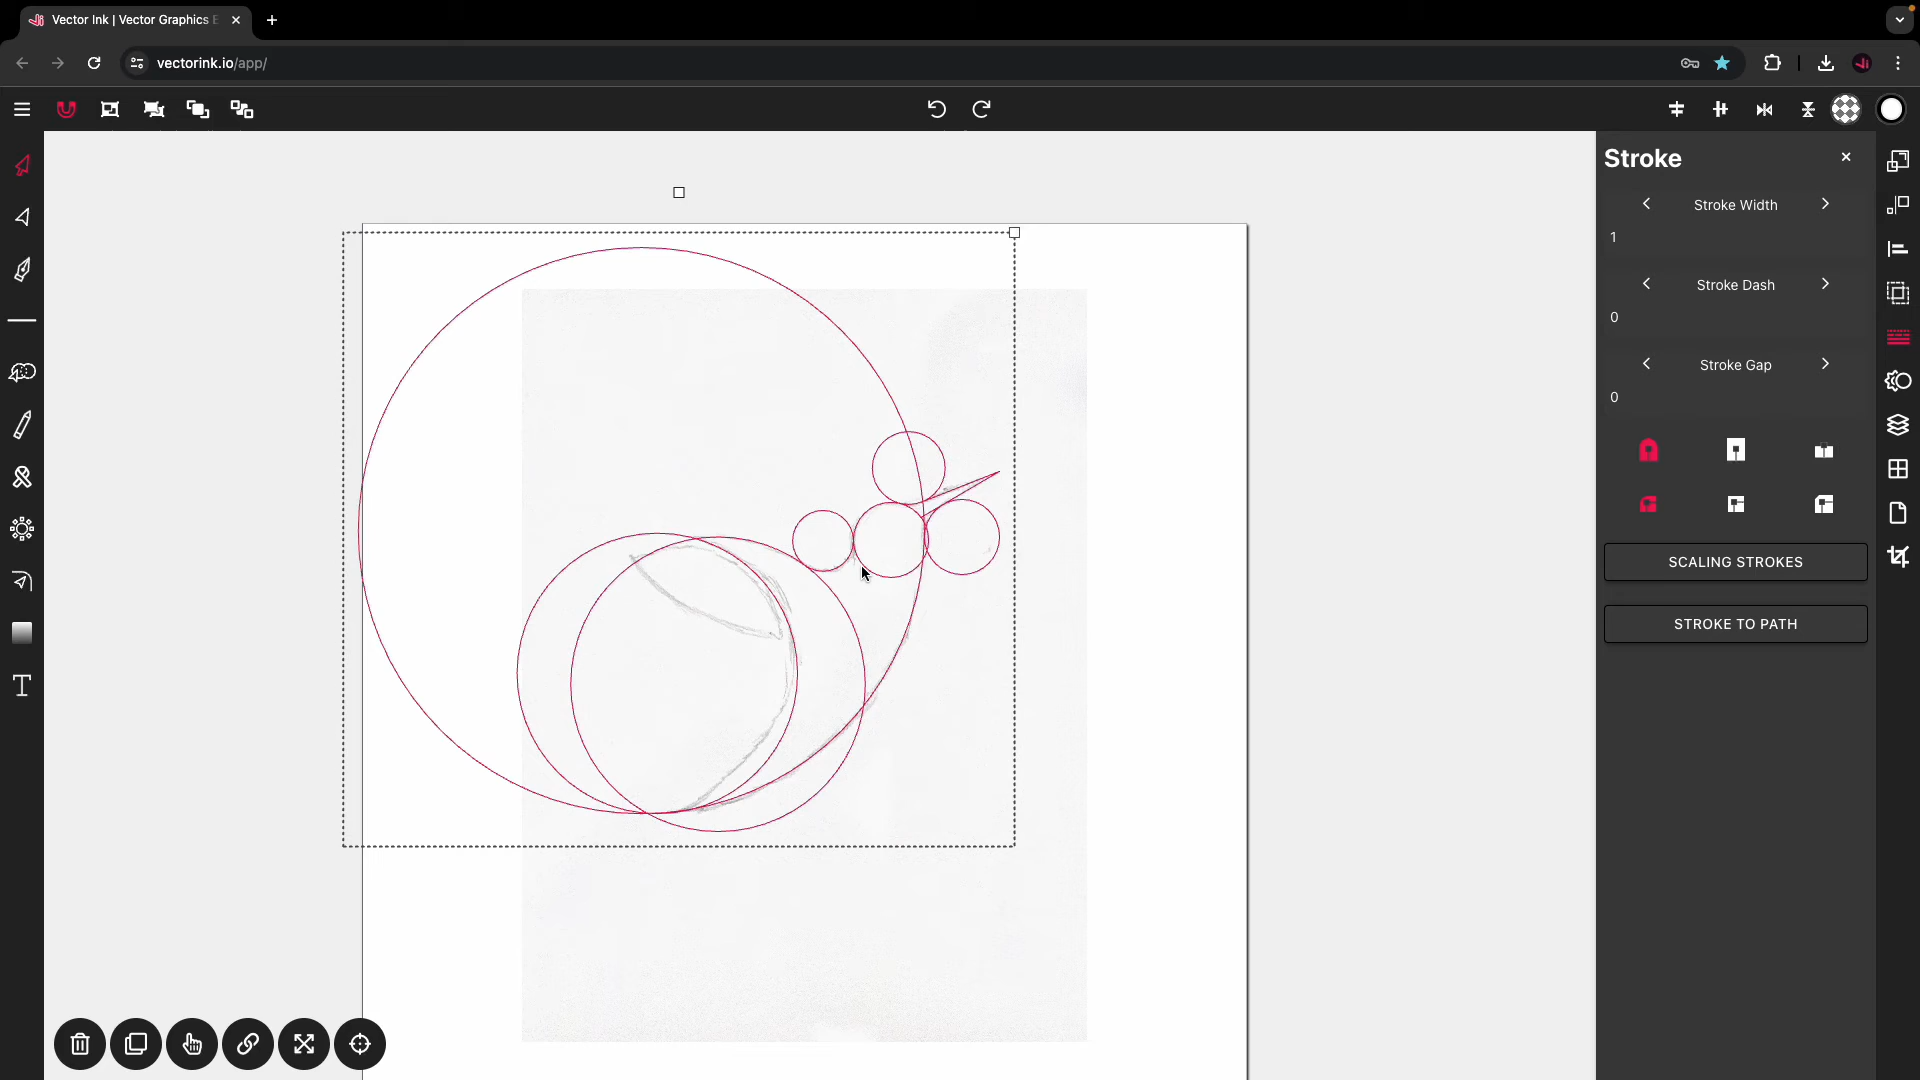 Vector Ink | Vector Graphics E
vectorink.io/app/
Stroke
Stroke Width
1
Stroke Dash
0
Stroke Gap
0
SCALING STROKES
STROKE TO PATH